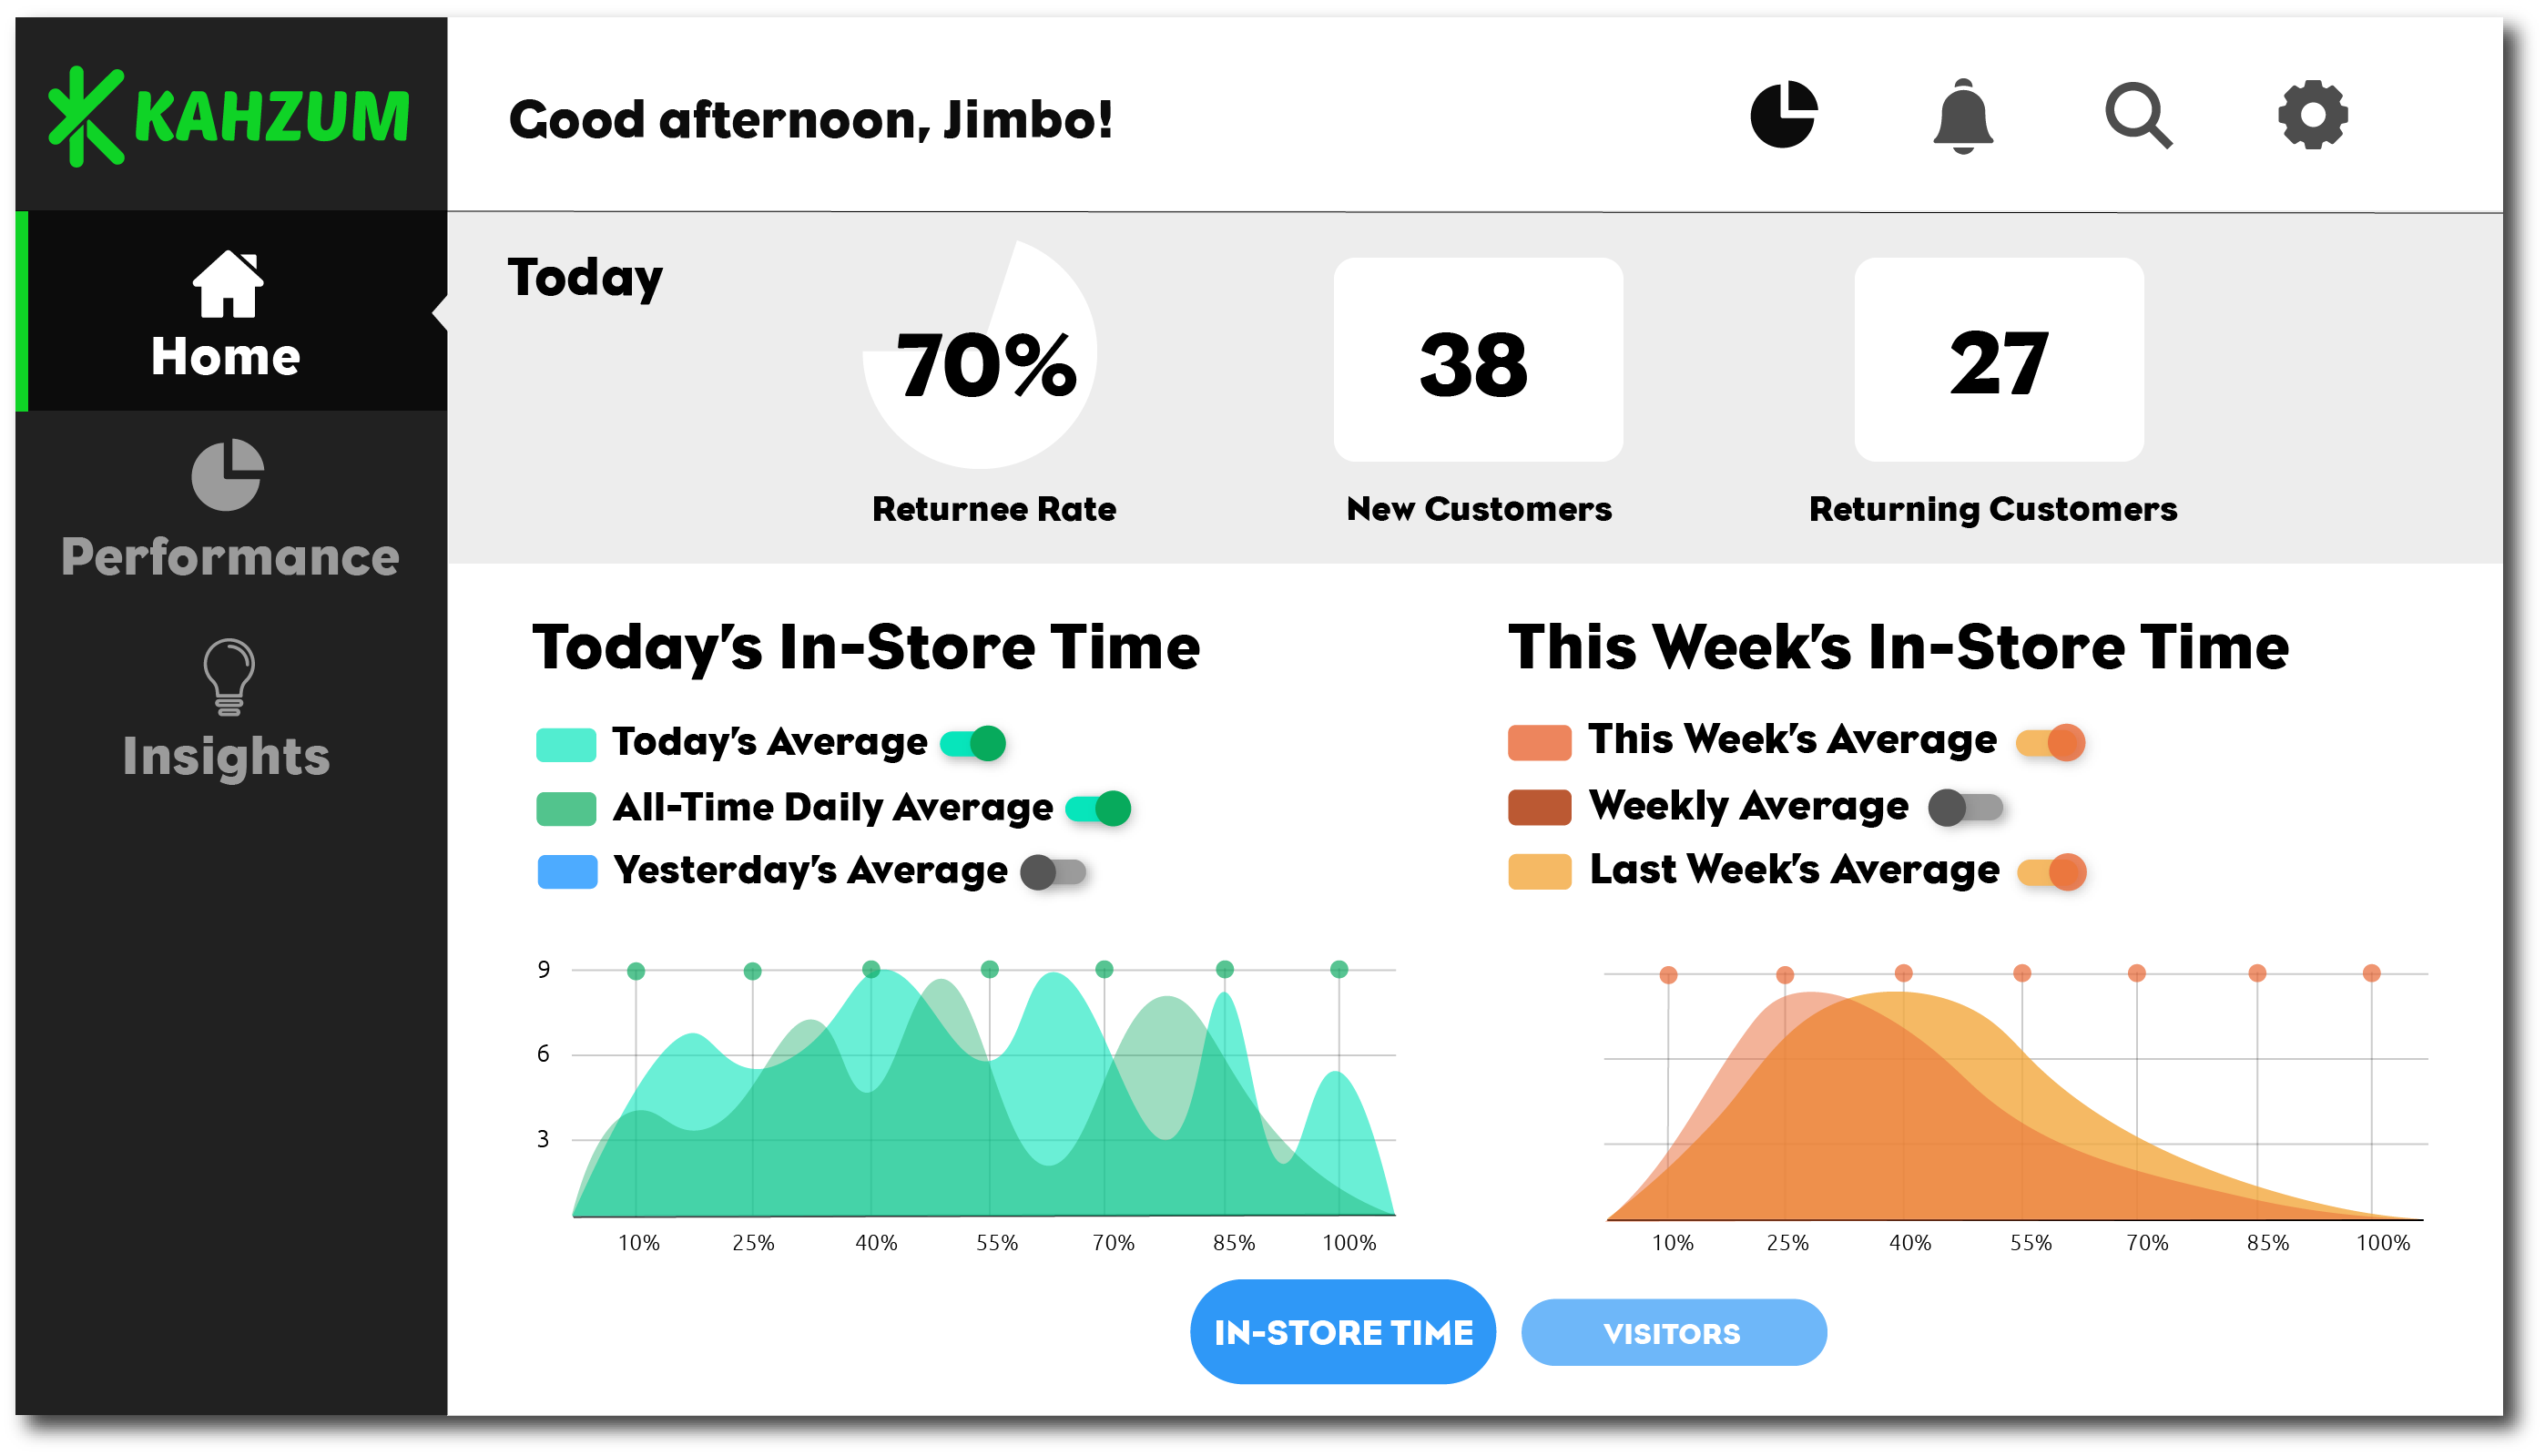 KAHZUM
Good afternoon, Jimbo!
Home
Performance
Insights
Today
70%
38
27
Returnee Rate
New Customers
Returning Customers
Today's In-Store Time
Today's Average
All-Time Daily Average
Yesterday's Average
9
6
3
10% 25% 40% 55% 70% 85% 100%
This Week's In-Store Time
This Week's Average
Weekly Average
Last Week's Average
10% 25% 40% 55% 70% 85% 100%
IN-STORE TIME
VISITORS